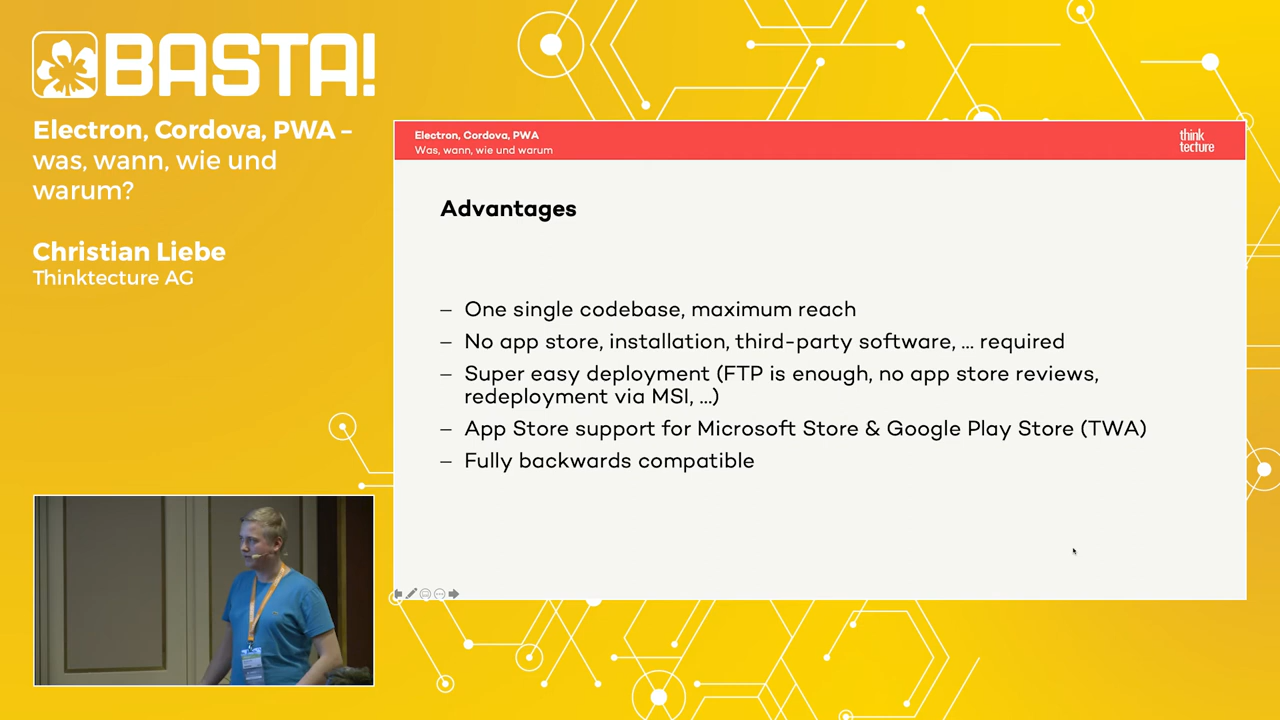 BASTA!
Electron, Cordova, PWA –
was, wann, wie und
warum?
Christian Liebe
Thinktecture AG
Electron, Cordova, PWA
Was, wann, wie und warum
think
tecture
Advantages
– One single codebase, maximum reach
– No app store, installation, third-party software, ... required
– Super easy deployment (FTP is enough, no app store reviews,
redeployment via MSI, ...)
– App Store support for Microsoft Store & Google Play Store (TWA)
– Fully backwards compatible